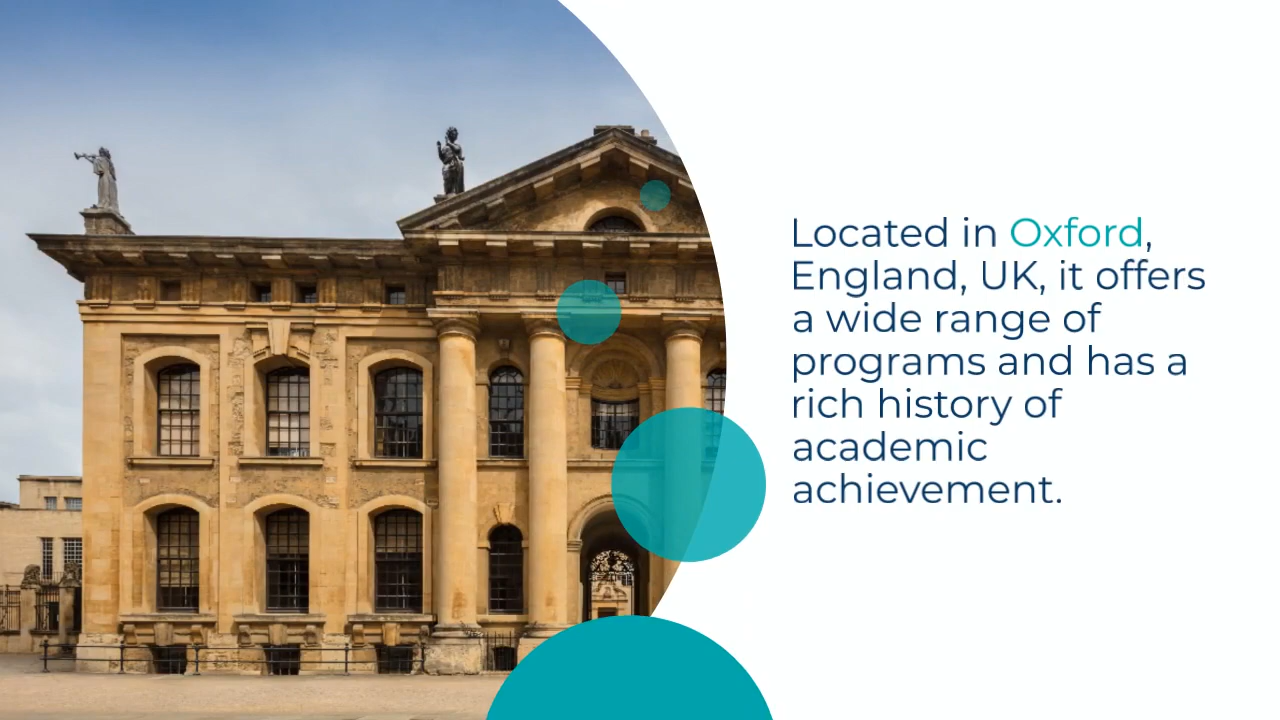 Located in Oxford,
England, UK, it offers
a wide range of
programs and has a
rich history of
academic
achievement.